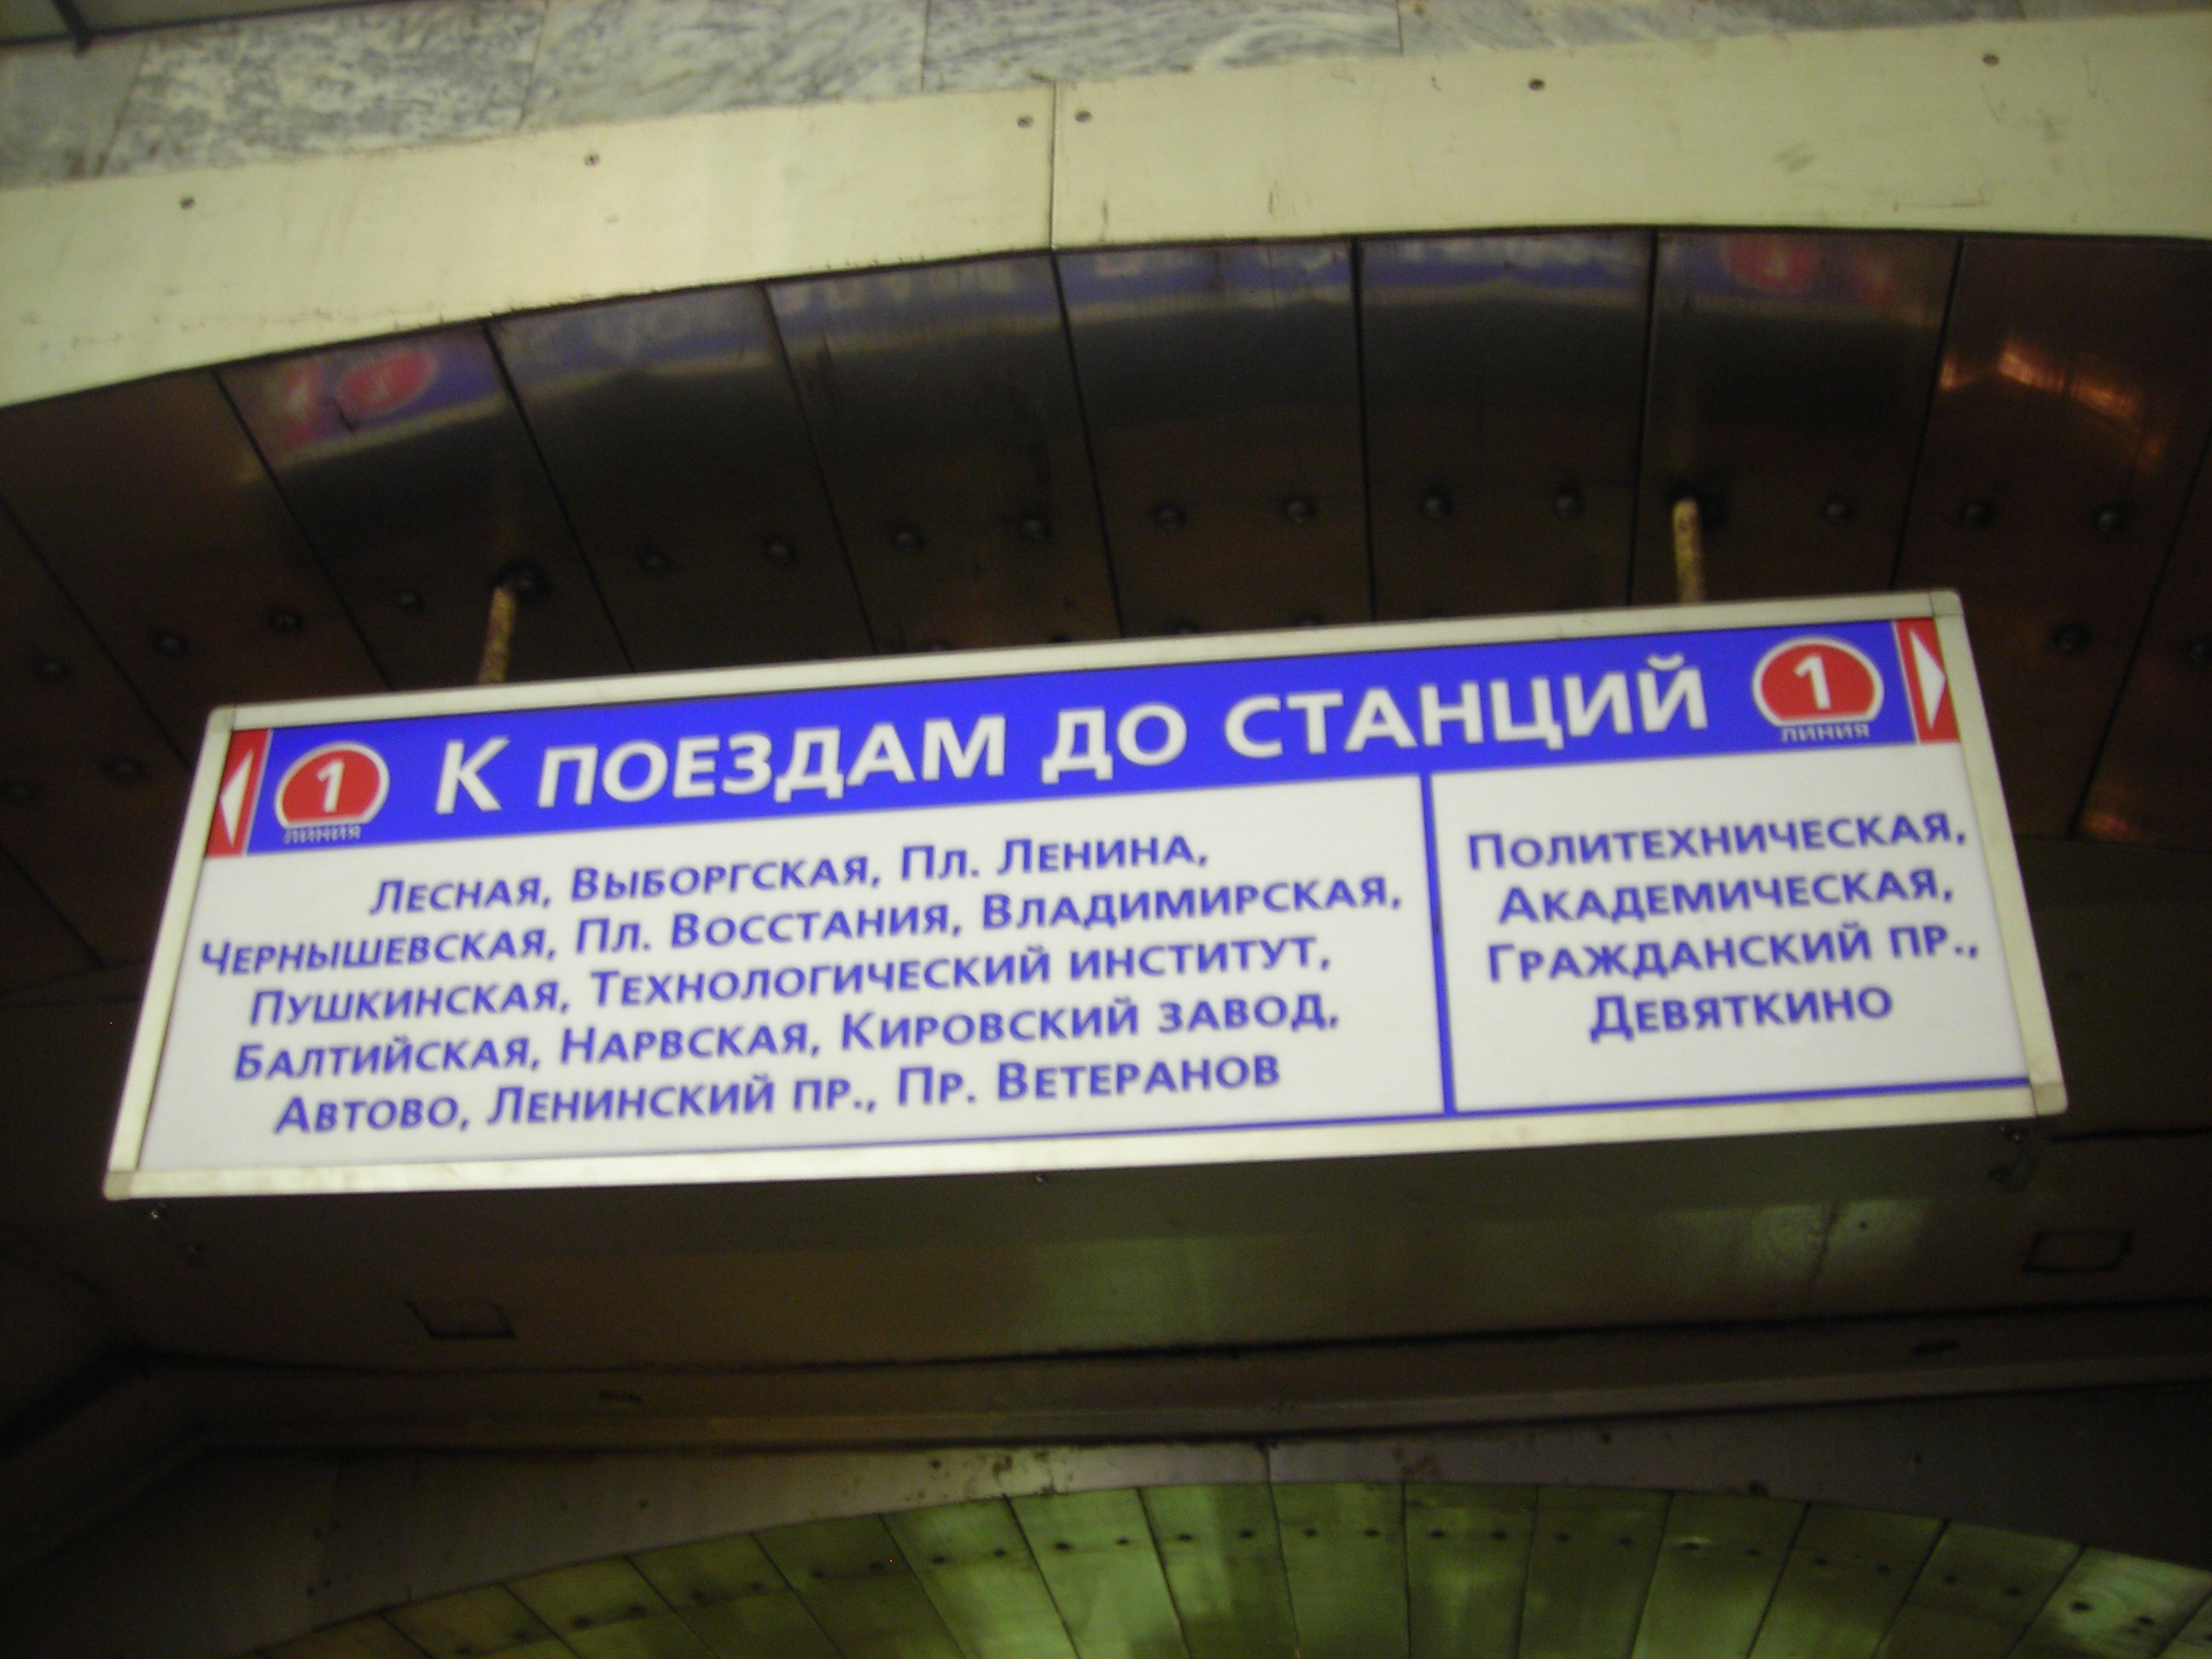 1 К ПОЕЗДАМ ДО СТАНЦИЙ 1
ЛИНИЯ ЛИНИЯ
ЛЕСНАЯ, ВЫБОРГСКАЯ, ПЛ. ЛЕНИНА,
ЧЕРНЫШЕВСКАЯ, ПЛ. ВОССТАНИЯ, ВЛАДИМИРСКАЯ,
ПУШКИНСКАЯ, ТЕХНОЛОГИЧЕСКИЙ ИНСТИТУТ,
БАЛТИЙСКАЯ, НАРВСКАЯ, КИРОВСКИЙ ЗАВОД,
АВТОВО, ЛЕНИНСКИЙ ПР., ПР. ВЕТЕРАНОВ
ПОЛИТЕХНИЧЕСКАЯ,
АКАДЕМИЧЕСКАЯ,
ГРАЖДАНСКИЙ ПР.,
ДЕВЯТКИНО